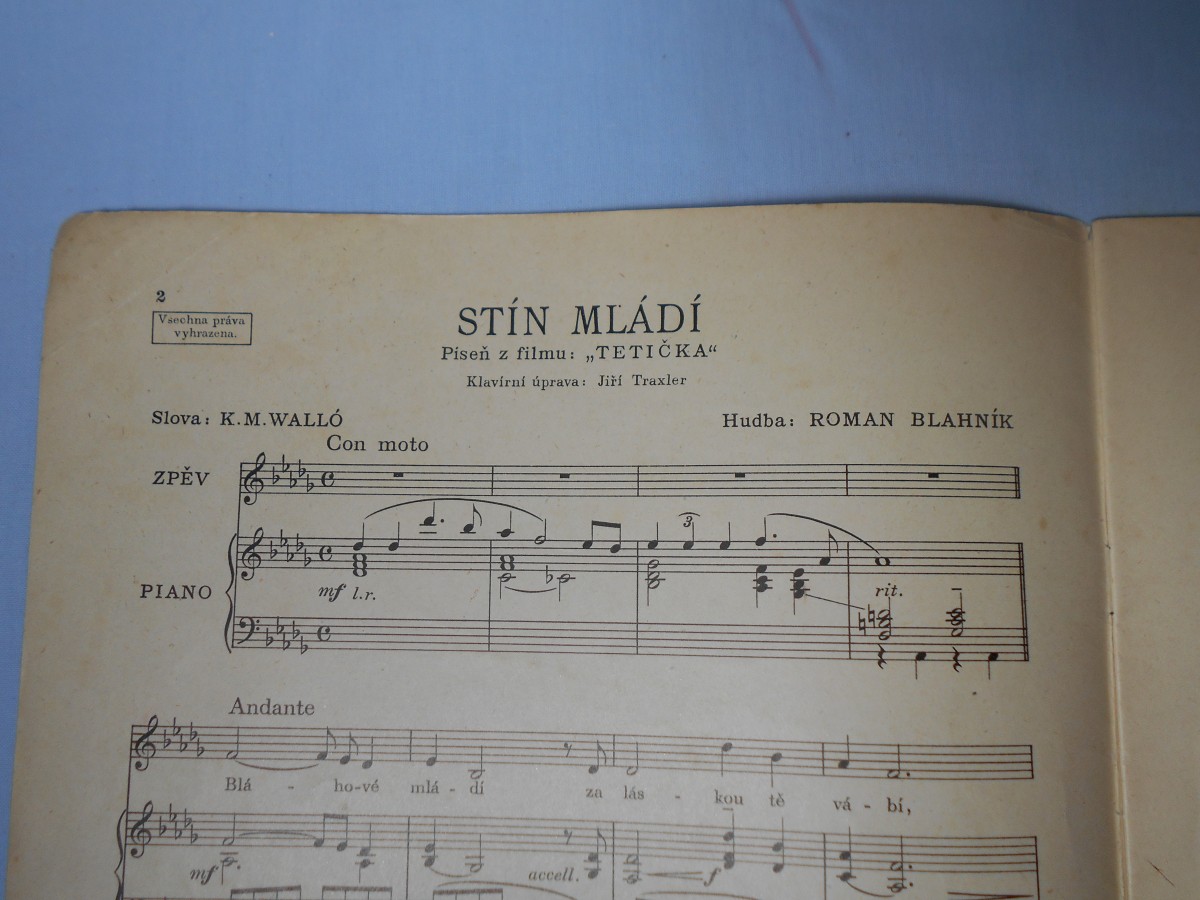 2
Všechna práva
vyhrazena.
STÍN MLÁDÍ
Píseň z filmu: „TETIČKA“
Klavírní úprava: Jiří Traxler
Slova: K. M. WALLÓ
Hudba: ROMAN BLAHNÍK
Con moto
ZPĚV
3
PIANO
mf l.r.
rit.
Andante
Blá - ho-vé mlá - dí za lás - kou tě vá - bí,
mf
accell.
f